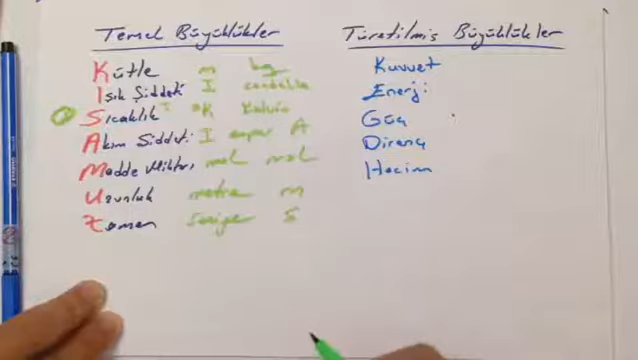 Temel Büyüklükler
Kütle m kg
Işık Şiddeti I candella
Sıcaklık T °K Kelvin
Akım Şiddeti I amper A
Madde Miktarı mol mol
Uzunluk metre m
Zaman saniye s
Türetilmiş Büyüklükler
Kuvvet
Enerji
Güç
Direnç
Hacim